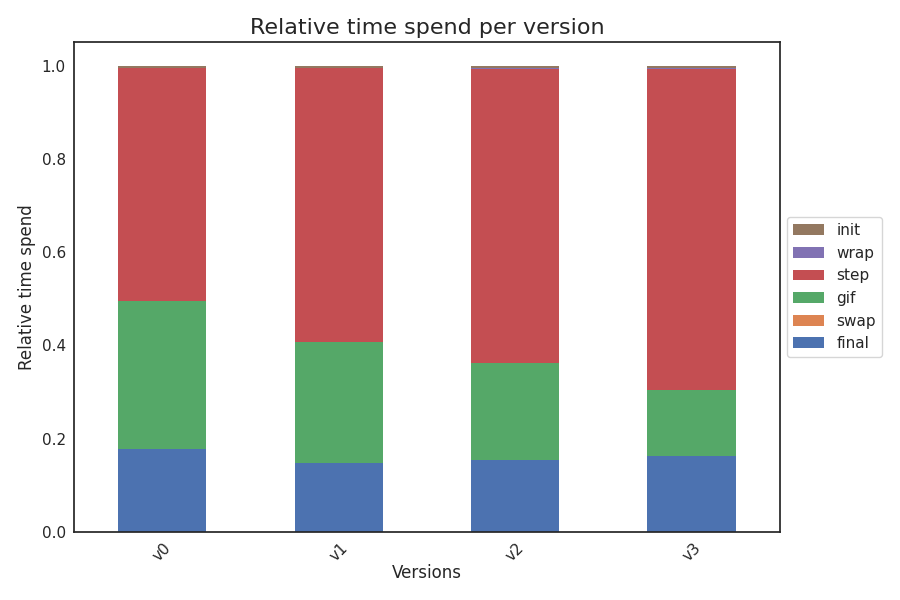 Relative time spend per version
1.0
0.8
0.6
0.4
0.2
0.0
Relative time spend
v0
v1
v2
v3
Versions
init
wrap
step
gif
swap
final